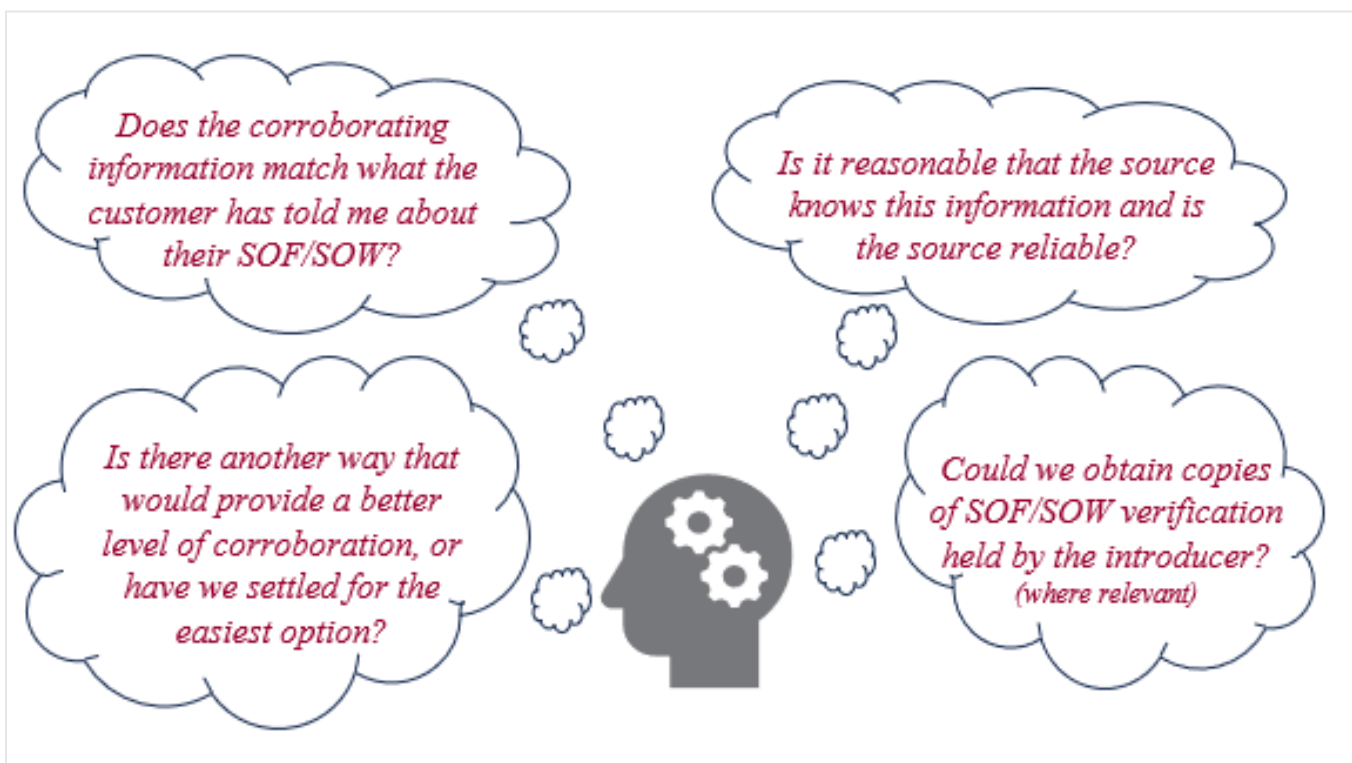 Does the corroborating
information match what the
customer has told me about
their SOF/SOW?
Is it reasonable that the source
knows this information and is
the source reliable?
Is there another way that
would provide a better
level of corroboration, or
have we settled for the
easiest option?
Could we obtain copies
of SOF/SOW verification
held by the introducer?
(where relevant)